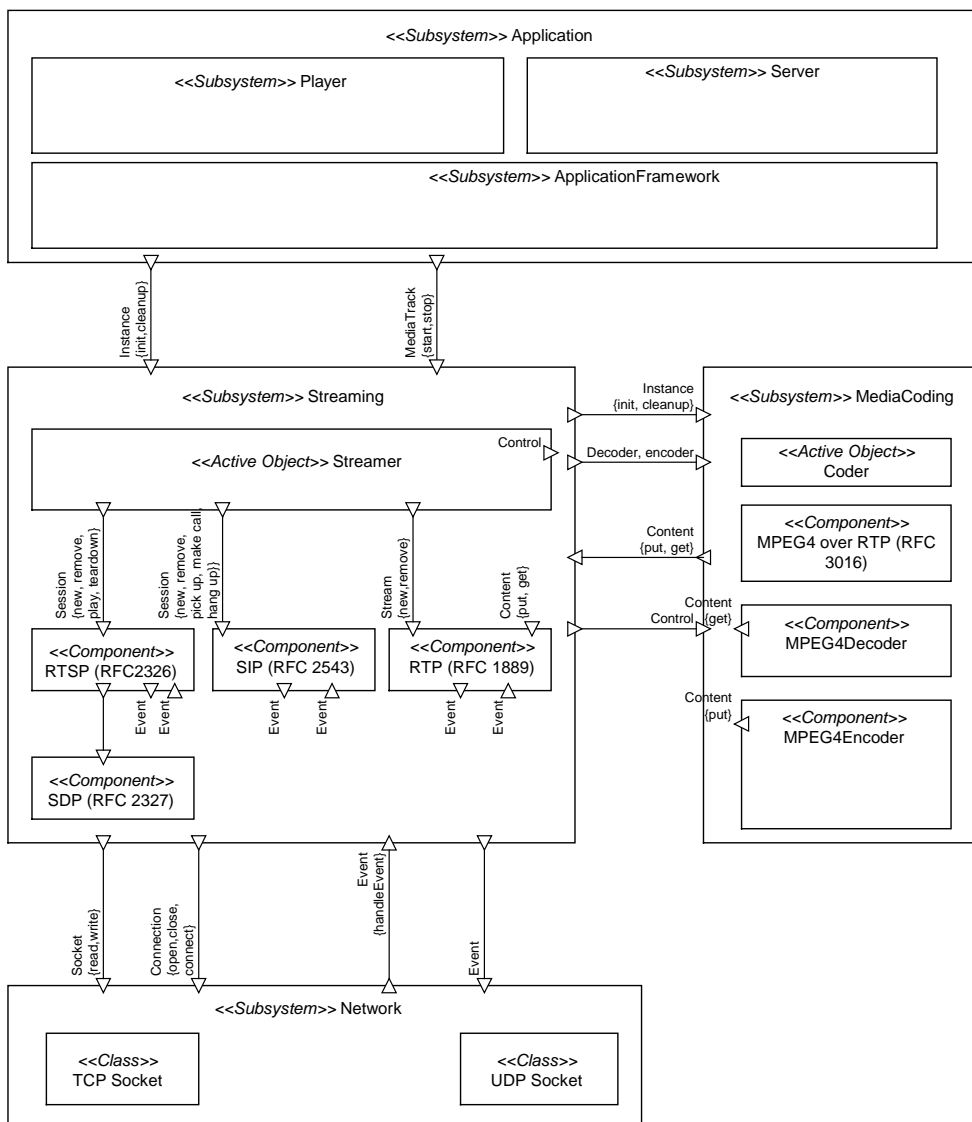 <<Subsystem>> Application
<<Subsystem>> Player
<<Subsystem>> Server
<<Subsystem>> ApplicationFramework
Instance
{init,cleanup}
MediaTrack
{start,stop}
<<Subsystem>> Streaming
<<Active Object>> Streamer
Control
Instance
{init, cleanup}
Decoder, encoder
Content
{put, get}
Control
<<Subsystem>> MediaCoding
<<Active Object>>
Coder
<<Component>>
MPEG4 over RTP (RFC
3016)
Content
{get}
<<Component>>
MPEG4Decoder
Content
{put}
<<Component>>
MPEG4Encoder
Session
{new, remove,
play, teardown}
Session
{new, remove,
pick up, make call,
hang up}}
Stream
{new,remove}
Content
{put, get}
<<Component>>
RTSP (RFC2326)
<<Component>>
SIP (RFC 2543)
<<Component>>
RTP (RFC 1889)
Event
Event
Event
Event
Event
Event
<<Component>>
SDP (RFC 2327)
Socket
{read,write}
Connection
{open,close,
connect}
Event
{handleEvent}
Event
<<Subsystem>> Network
<<Class>>
TCP Socket
<<Class>>
UDP Socket